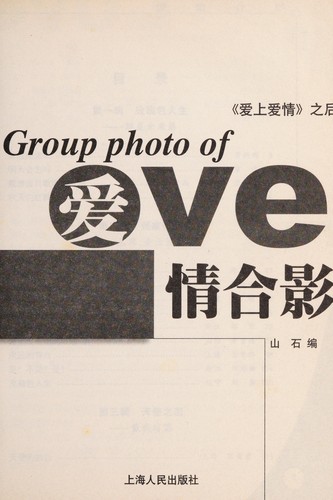 《爱上爱情》之后
Group photo of
爱ove
情合影
山 石 编
上海人民出版社